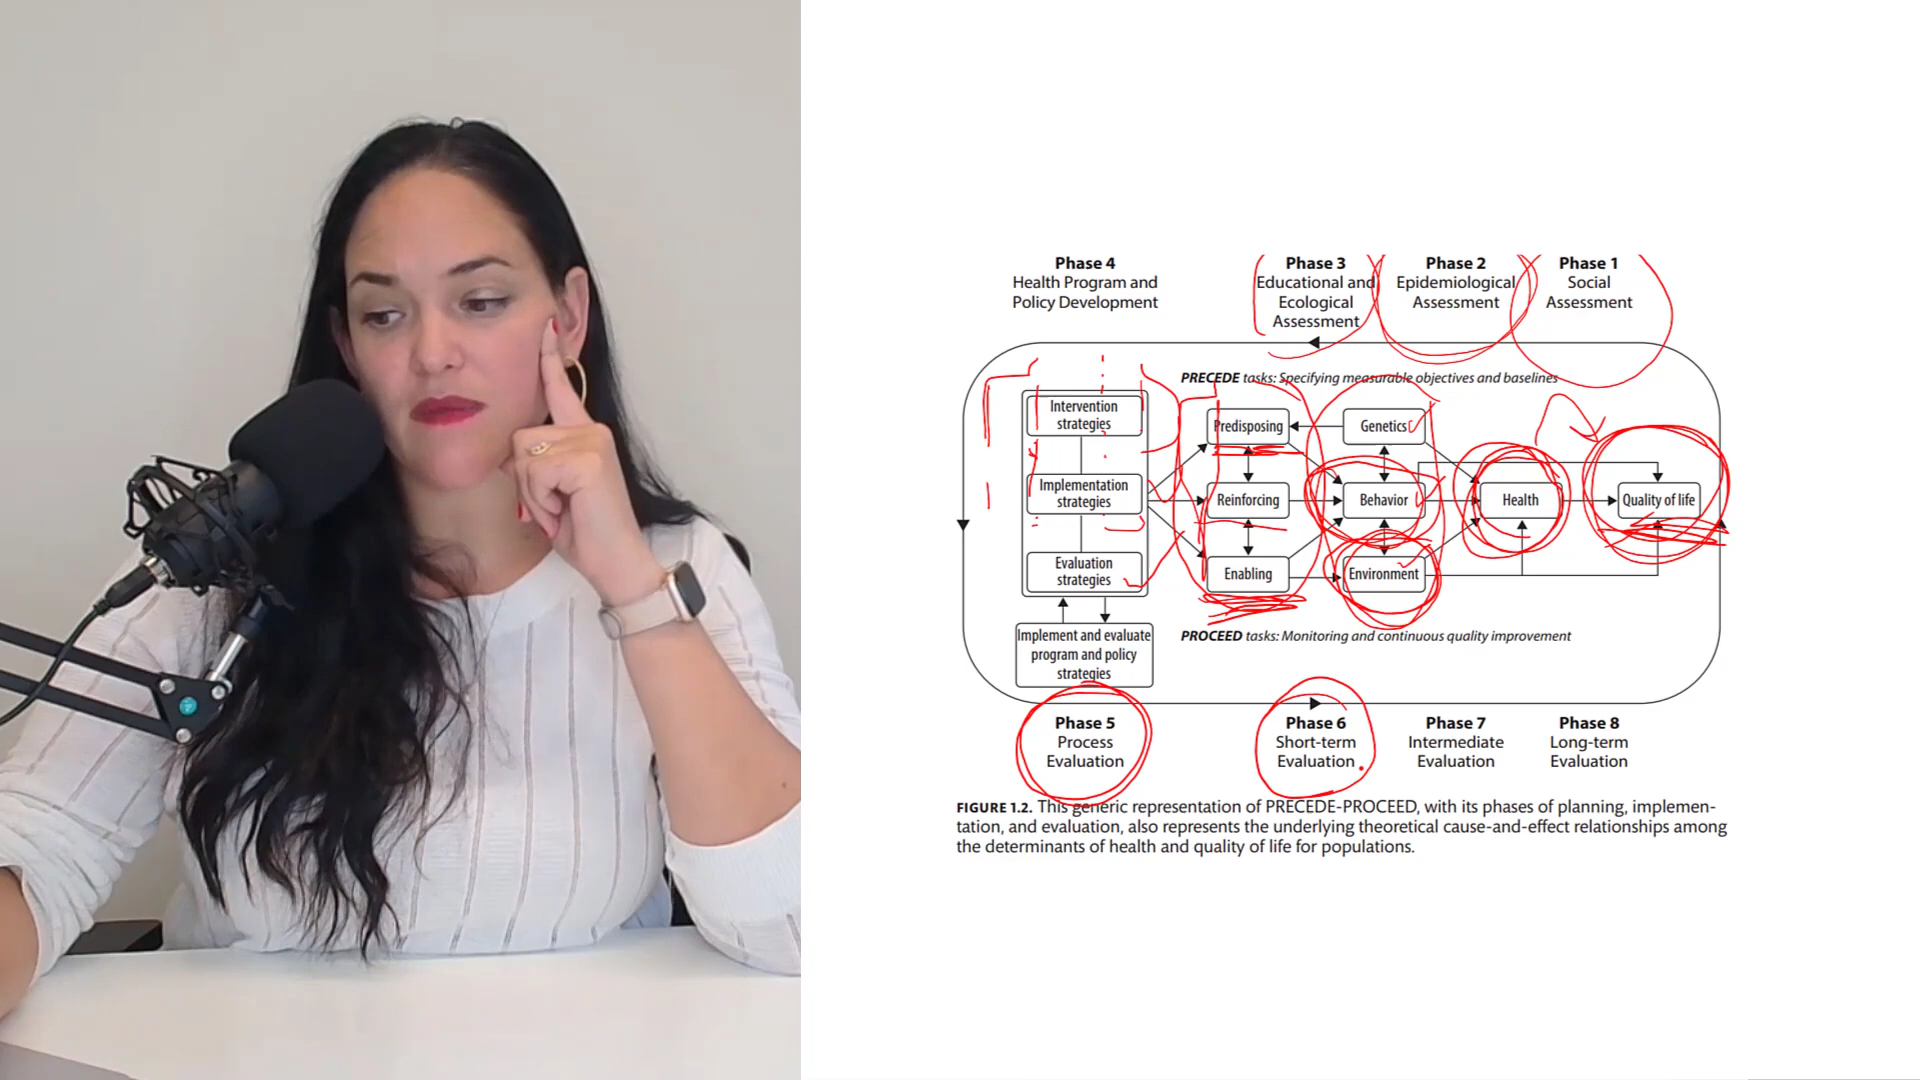 Phase 4
Health Program and
Policy Development
Phase 3
Educational and
Ecological
Assessment
Phase 2
Epidemiological
Assessment
Phase 1
Social
Assessment
PRECEDE tasks: Specifying measurable objectives and baselines
Intervention
strategies
Predisposing
Genetics
Implementation
strategies
Reinforcing
Behavior
Health
Quality of life
Evaluation
strategies
Enabling
Environment
Implement and evaluate
program and policy
strategies
PROCEED tasks: Monitoring and continuous quality improvement
Phase 5
Process
Evaluation
Phase 6
Short-term
Evaluation
Phase 7
Intermediate
Evaluation
Phase 8
Long-term
Evaluation
FIGURE 1.2. This generic representation of PRECEDE-PROCEED, with its phases of planning, implemen-
tation, and evaluation, also represents the underlying theoretical cause-and-effect relationships among
the determinants of health and quality of life for populations.